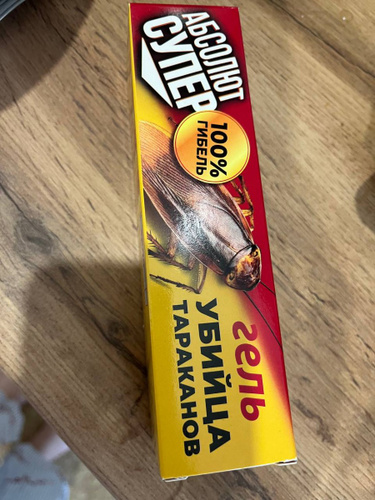 АБСОЛЮТ
СУПЕР
100%
ГИБЕЛЬ
гель
УБИЙЦА
ТАРАКАНОВ